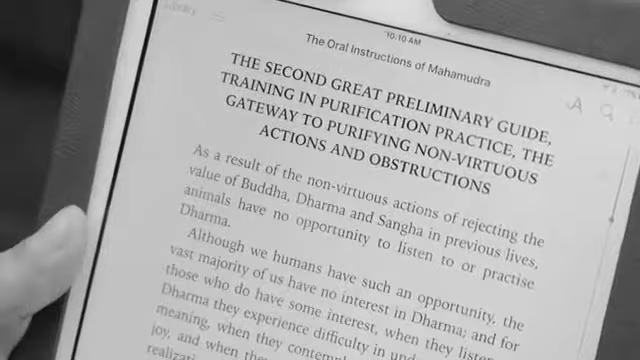 Library
10:10 AM
The Oral Instructions of Mahamudra
A
THE SECOND GREAT PRELIMINARY GUIDE,
TRAINING IN PURIFICATION PRACTICE, THE
GATEWAY TO PURIFYING NON-VIRTUOUS
ACTIONS AND OBSTRUCTIONS
As a result of the non-virtuous actions of rejecting the
value of Buddha, Dharma and Sangha in previous lives,
animals have no opportunity to listen to or practise
Dharma.
Although we humans have such an opportunity, the
vast majority of us have no interest in Dharma; and for
those who do have some interest, when they listen
Dharma they experience difficulty in
meaning, when they
joy, and when